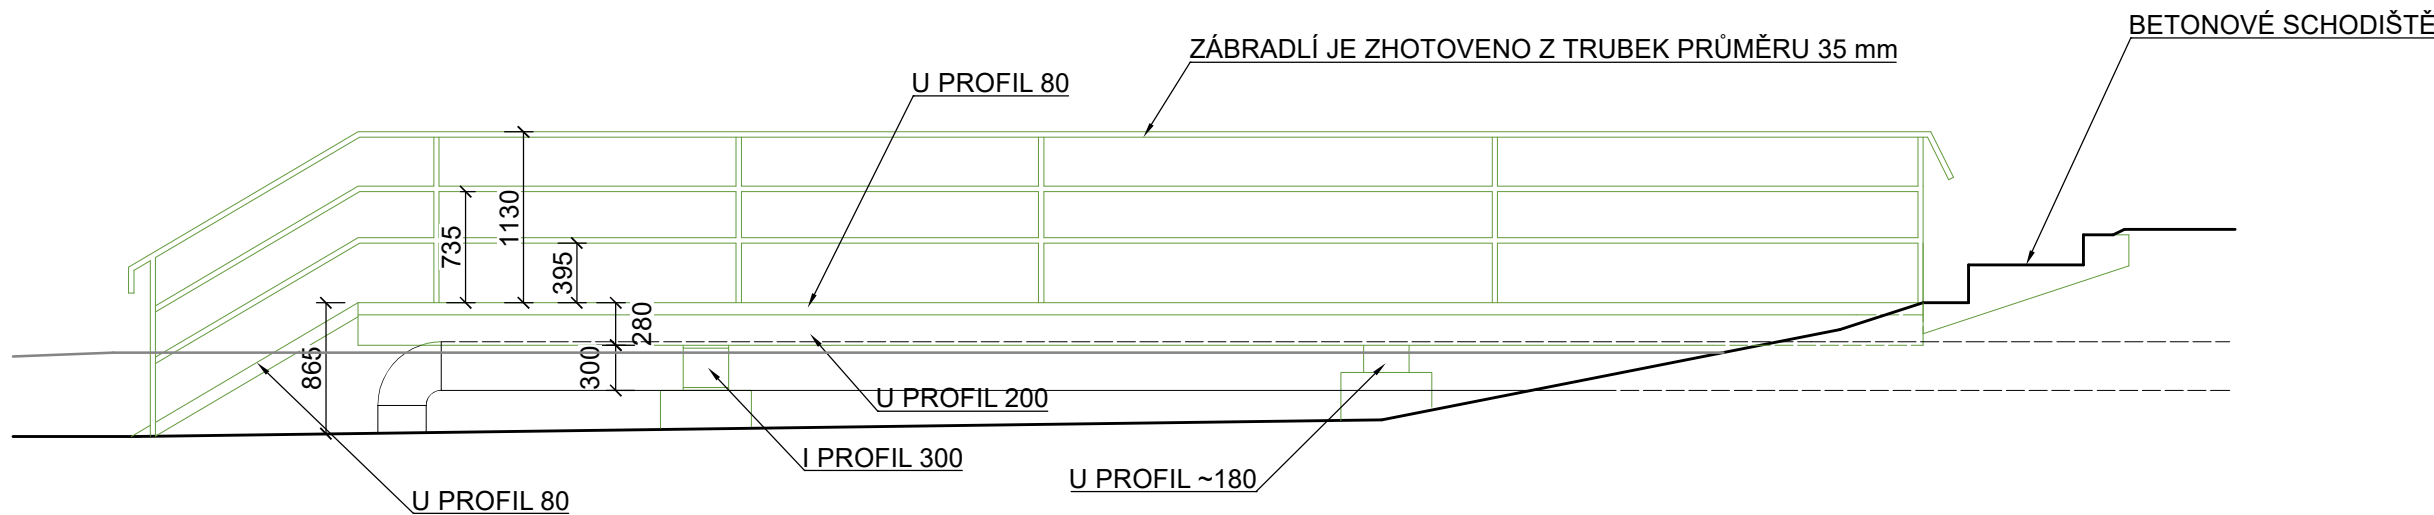 BETONOVÉ SCHODIŠTĚ
ZÁBRADLÍ JE ZHOTOVENO Z TRUBEK PRŮMĚRU 35 mm
U PROFIL 80
1130
735
395
280
300
865
U PROFIL 200
I PROFIL 300
U PROFIL ~180
U PROFIL 80